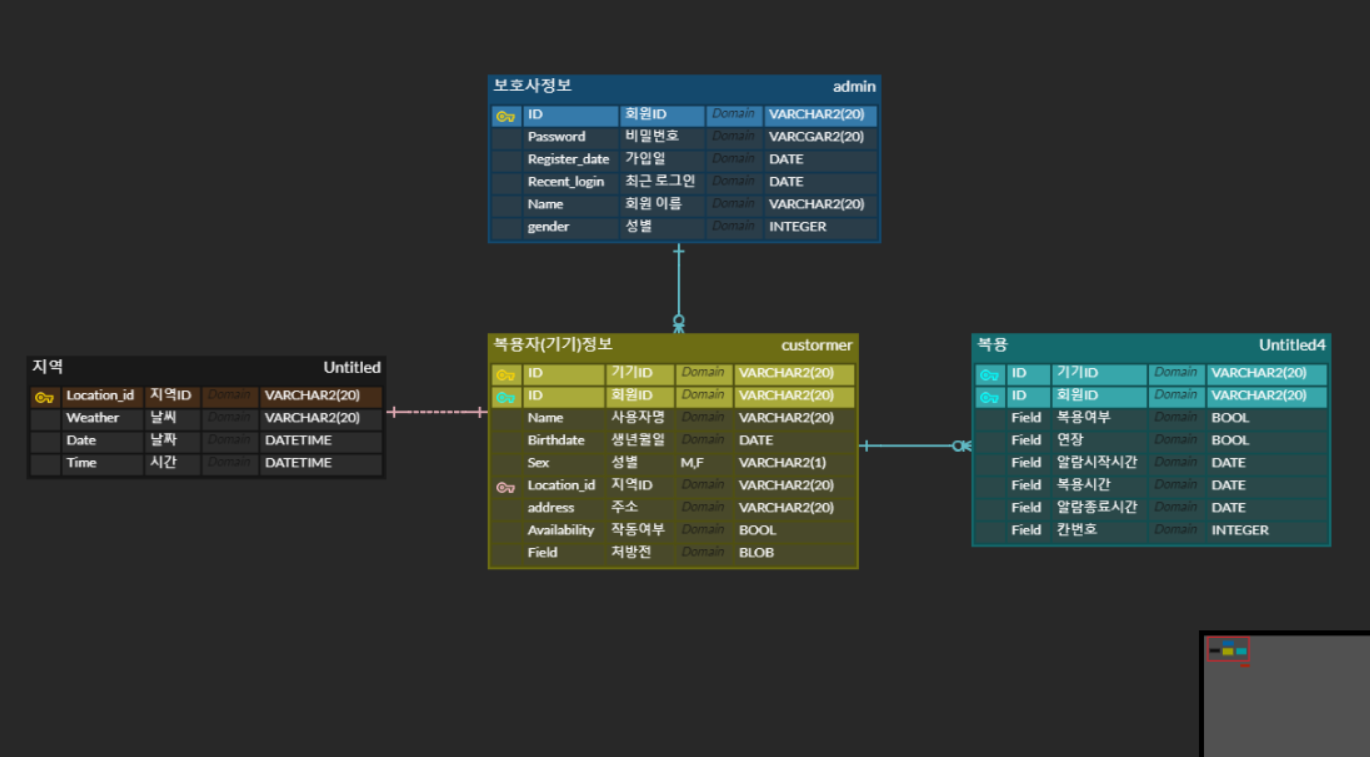 보호사정보 admin
ID 회원ID Domain VARCHAR2(20)
Password 비밀번호 Domain VARCGAR2(20)
Register_date 가입일 Domain DATE
Recent_login 최근 로그인 Domain DATE
Name 회원 이름 Domain VARCHAR2(20)
gender 성별 Domain INTEGER
지역 Untitled
Location_id 지역ID Domain VARCHAR2(20)
Weather 날씨 Domain VARCHAR2(20)
Date 날짜 Domain DATETIME
Time 시간 Domain DATETIME
복용자(기기)정보 custormer
ID 기기ID Domain VARCHAR2(20)
ID 회원ID Domain VARCHAR2(20)
Name 사용자명 Domain VARCHAR2(20)
Birthdate 생년월일 Domain DATE
Sex 성별 M,F VARCHAR2(1)
Location_id 지역ID Domain VARCHAR2(20)
address 주소 Domain VARCHAR2(20)
Availability 작동여부 Domain BOOL
Field 처방전 Domain BLOB
복용 Untitled4
ID 기기ID Domain VARCHAR2(20)
ID 회원ID Domain VARCHAR2(20)
Field 복용여부 Domain BOOL
Field 연장 Domain BOOL
Field 알람시작시간 Domain DATE
Field 복용시간 Domain DATE
Field 알람종료시간 Domain DATE
Field 칸번호 Domain INTEGER